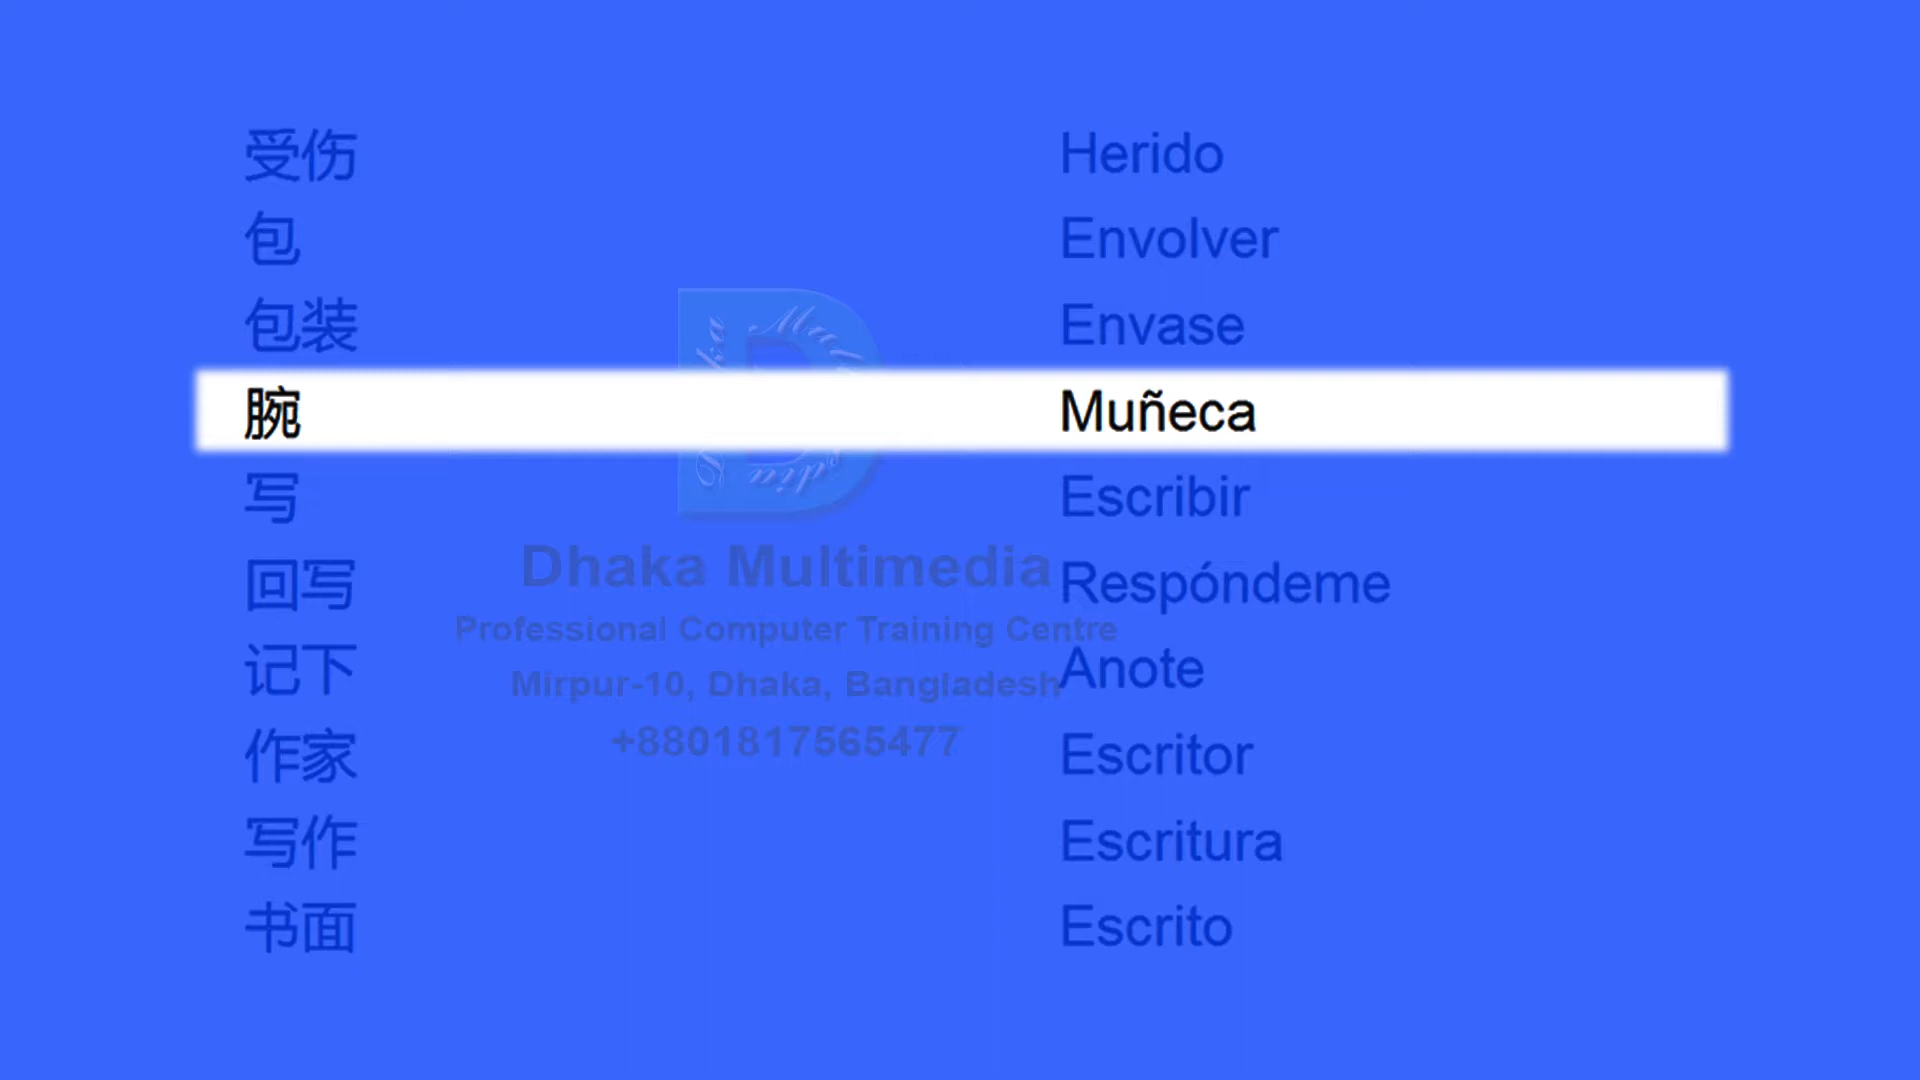 受伤 Herido
包 Envolver
包装 Envase
腕 Muñeca
写 Escribir
回写 Respóndeme
记下 Anote
作家 Escritor
写作 Escritura
书面 Escrito
Dhaka Multimedia
Professional Computer Training Centre
Mirpur-10, Dhaka, Bangladesh
+8801817565477